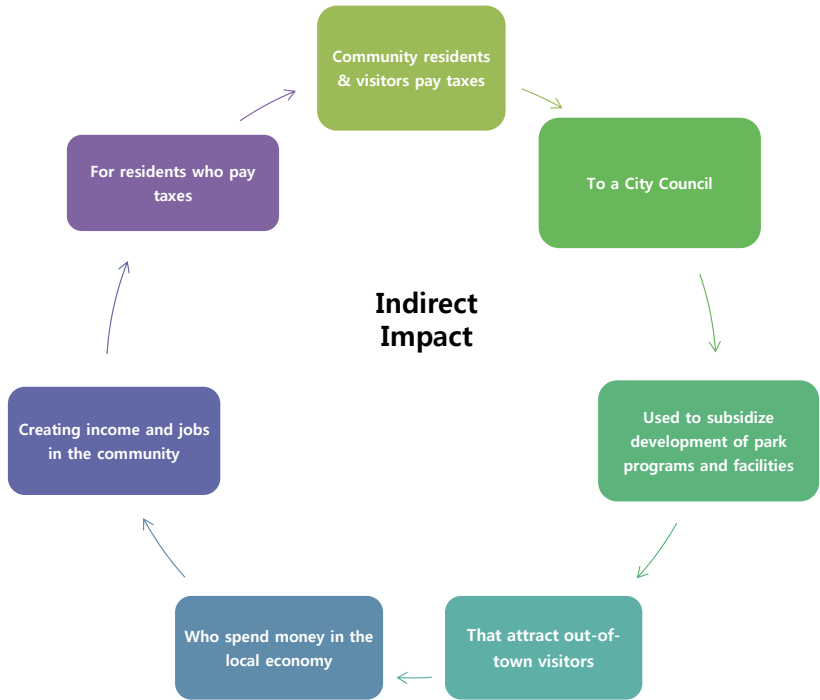 Community residents
& visitors pay taxes
To a City Council
Used to subsidize
development of park
programs and facilities
That attract out-of-
town visitors
Who spend money in the
local economy
Creating income and jobs
in the community
For residents who pay
taxes
Indirect
Impact